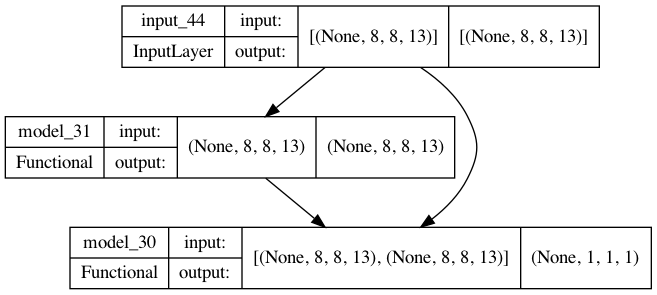 input_44 input: [(None, 8, 8, 13)] [(None, 8, 8, 13)]
InputLayer output:
model_31 input: (None, 8, 8, 13) (None, 8, 8, 13)
Functional output:
model_30 input: [(None, 8, 8, 13), (None, 8, 8, 13)] (None, 1, 1, 1)
Functional output: